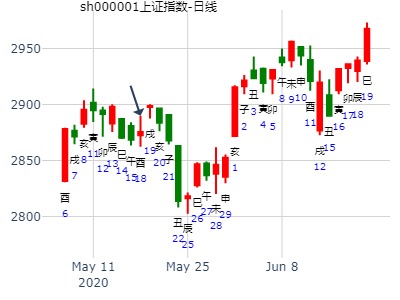 sh000001上证指数-日线
2950
2900
2850
2800
酉
6
戌
7
亥
8
寅
11
卯
12
辰
13
巳
14
午
15
酉
18
戌
19
亥
20
子
21
丑
22
辰
25
巳
26
午
27
未
28
申
29
亥
1
子
2
丑
3
寅
4
卯
5
午
8
未
9
申
10
酉
11
戌
12
丑
15
寅
16
卯
17
辰
18
巳
19
May 11
2020
May 25
Jun 8